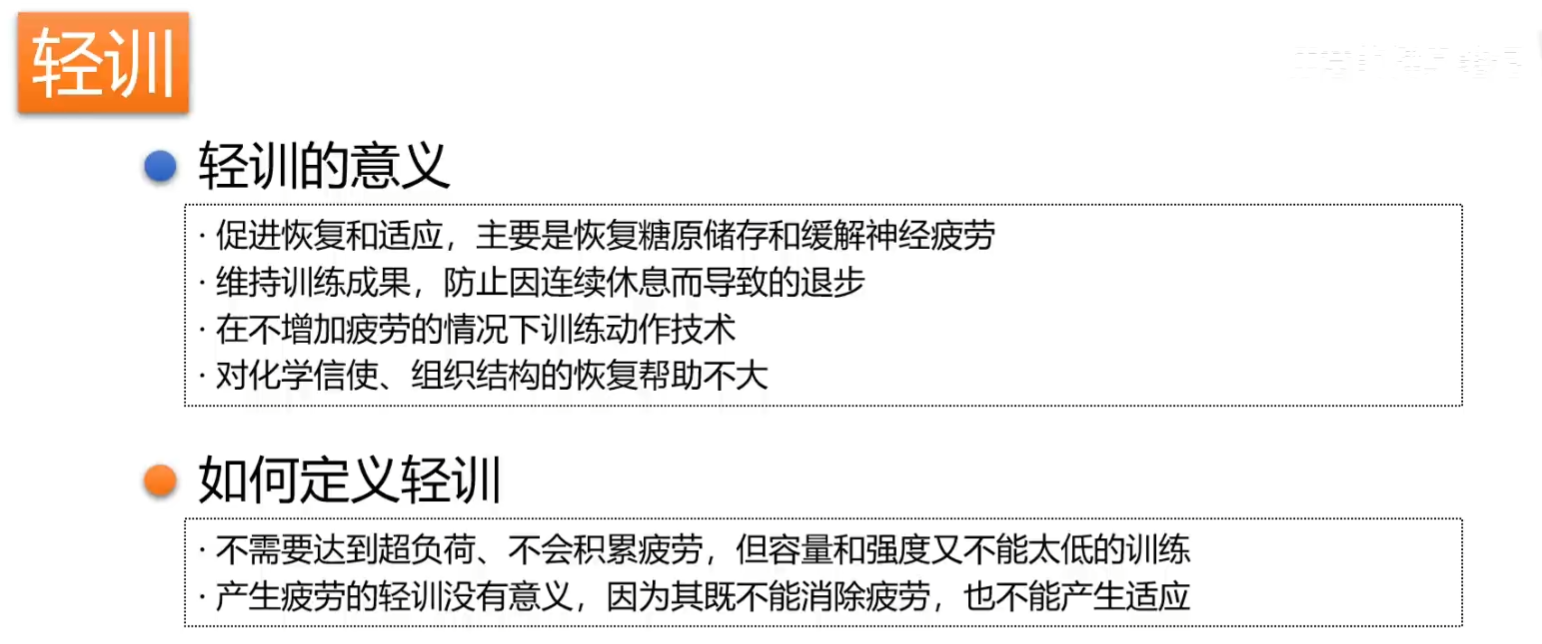 轻训
轻训的意义
· 促进恢复和适应，主要是恢复糖原储存和缓解神经疲劳
· 维持训练成果，防止因连续休息而导致的退步
· 在不增加疲劳的情况下训练动作技术
· 对化学信使、组织结构的恢复帮助不大
如何定义轻训
· 不需要达到超负荷、不会积累疲劳，但容量和强度又不能太低的训练
· 产生疲劳的轻训没有意义，因为其既不能消除疲劳，也不能产生适应